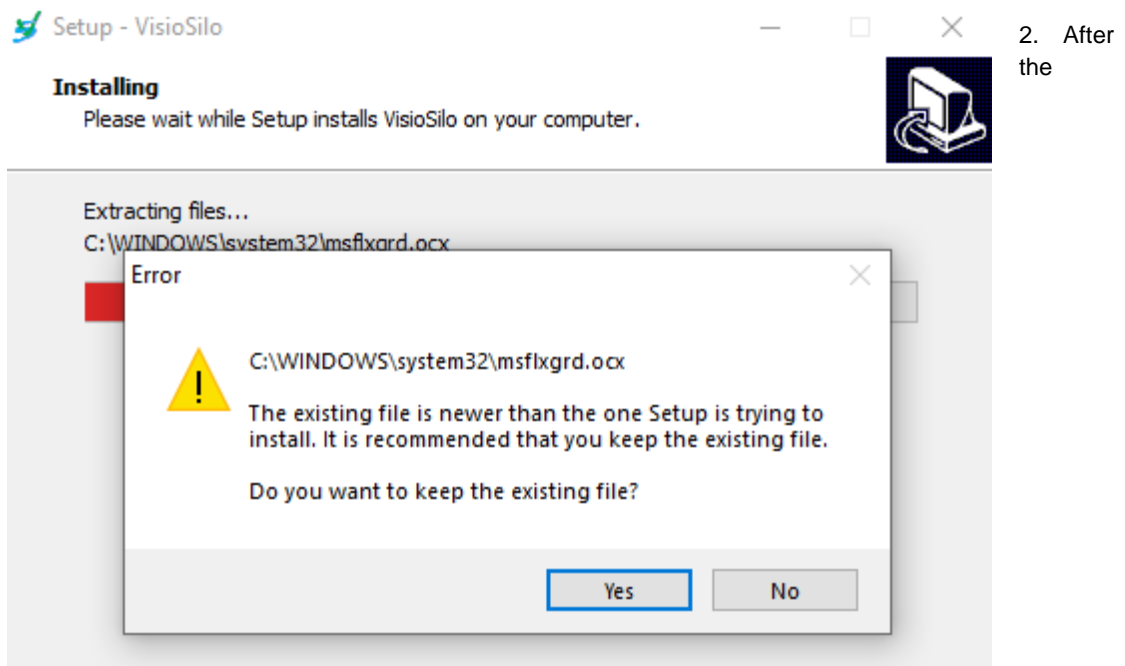 Setup - VisioSilo
Installing
Please wait while Setup installs VisioSilo on your computer.
Extracting files...
C:\WINDOWS\system32\msflxgrd.ocx
Error
C:\WINDOWS\system32\msflxgrd.ocx
The existing file is newer than the one Setup is trying to
install. It is recommended that you keep the existing file.
Do you want to keep the existing file?
Yes
No
2. After
the